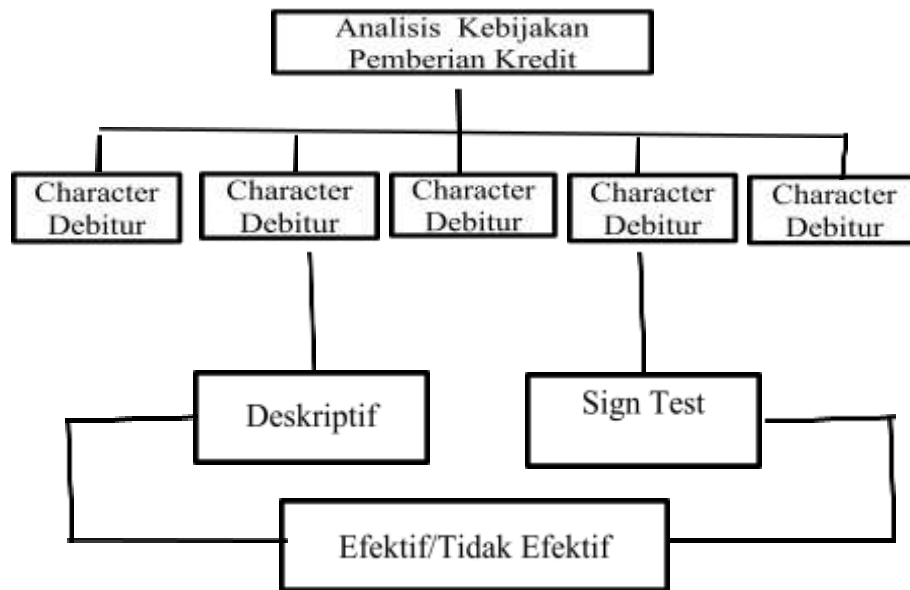 Analisis Kebijakan
Pemberian Kredit
Character
Debitur
Character
Debitur
Character
Debitur
Character
Debitur
Character
Debitur
Deskriptif
Sign Test
Efektif/Tidak Efektif